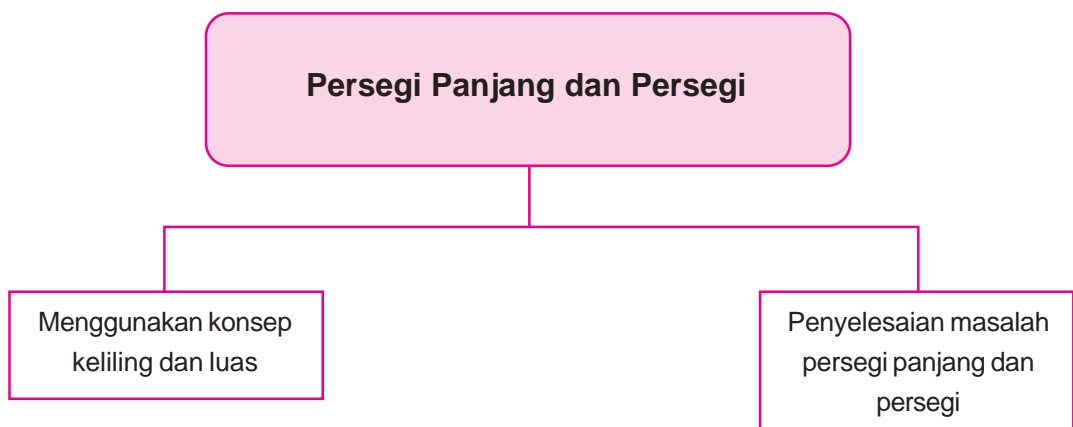 Persegi Panjang dan Persegi
Menggunakan konsep
keliling dan luas
Penyelesaian masalah
persegi panjang dan
persegi